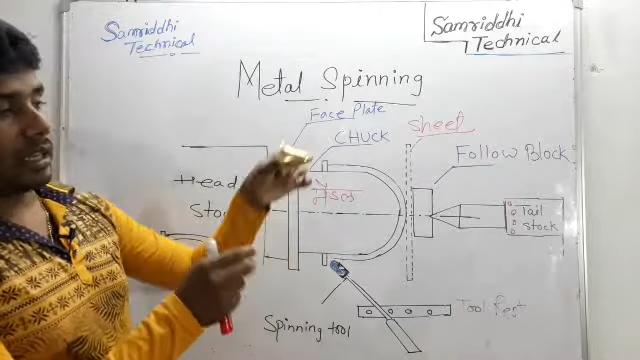 Samriddhi
Technical
Samriddhi
Technical
Metal Spinning
Face Plate
CHUCK
Sheet
Follow Block
Head
Sto
Tail
stock
Spinning tool
Tool Rest